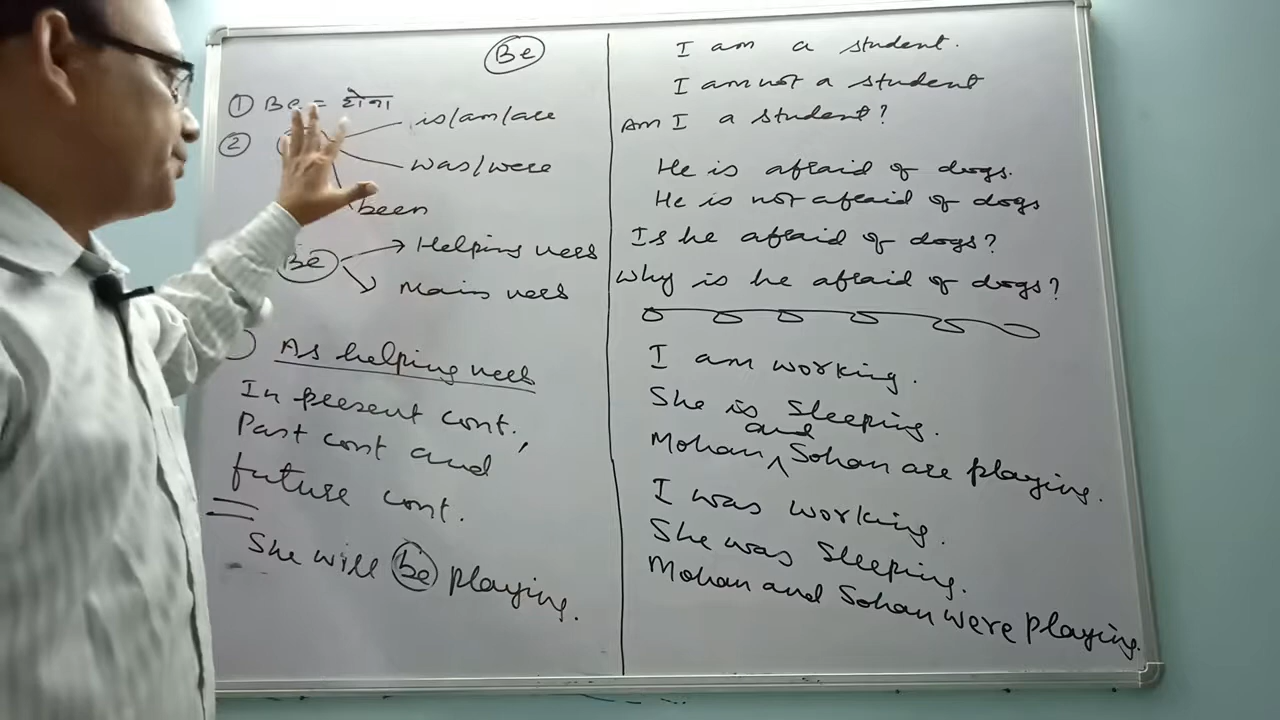 Be
① Be = होना
②
is/am/are
was/were
been
Be
Helping verb
Main verb
As helping verb
In present cont.,
Past cont and
future cont.
She will be playing.
I am a student.
I am not a student
Am I a student?
He is afraid of dogs.
He is not afraid of dogs
Is he afraid of dogs?
Why is he afraid of dogs?
I am working.
She is sleeping.
Mohan and Sohan are playing.
I was working.
She was sleeping.
Mohan and Sohan were playing.